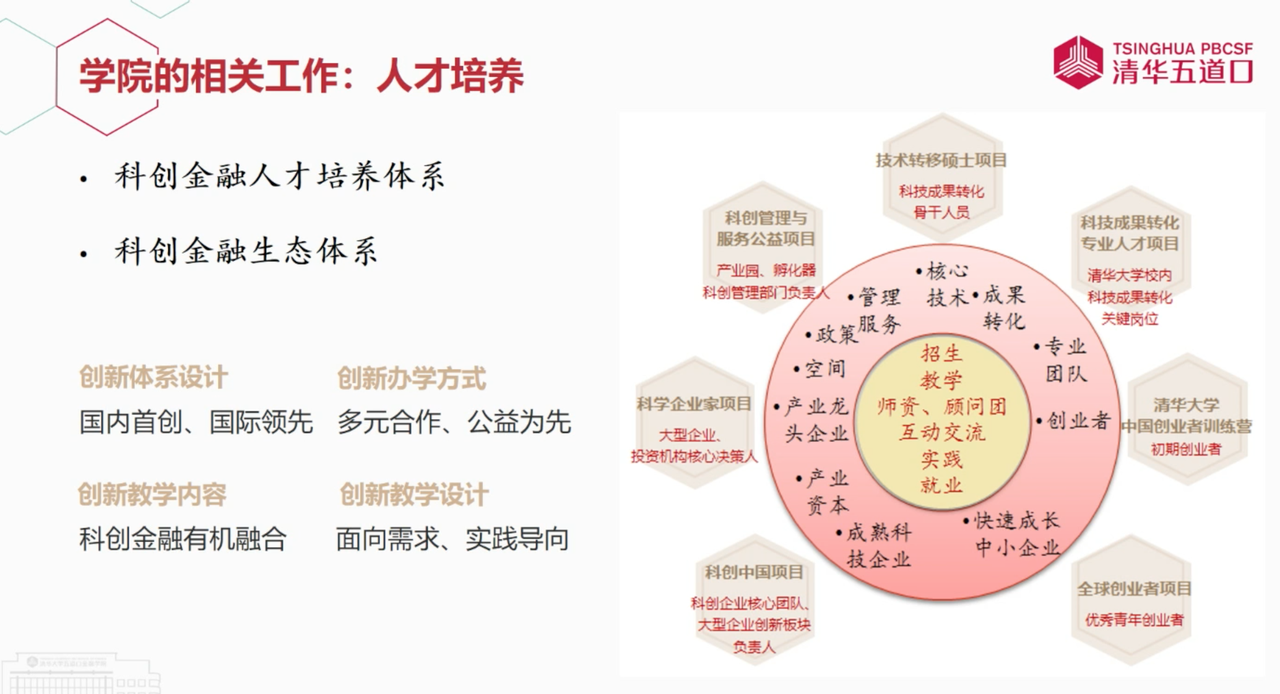 学院的相关工作：人才培养
TSINGHUA PBCSF
清华五道口
• 科创金融人才培养体系
• 科创金融生态体系
创新体系设计
国内首创、国际领先
创新办学方式
多元合作、公益为先
创新教学内容
科创金融有机融合
创新教学设计
面向需求、实践导向
技术转移硕士项目
科技成果转化
骨干人员
科创管理与
服务公益项目
产业园、孵化器
科创管理部门负责人
科技成果转化
专业人才项目
清华大学校内
科技成果转化
关键岗位
科学企业家项目
大型企业、
投资机构核心决策人
清华大学
中国创业者训练营
初期创业者
科创中国项目
科创企业核心团队、
大型企业创新板块
负责人
全球创业者项目
优秀青年创业者
•核心
技术
•成果
转化
•管理
服务
•政策
•空间
•产业龙
头企业
•产业
资本
•成熟科
技企业
•快速成长
中小企业
•创业者
•专业
团队
招生
教学
师资、顾问团
互动交流
实践
就业